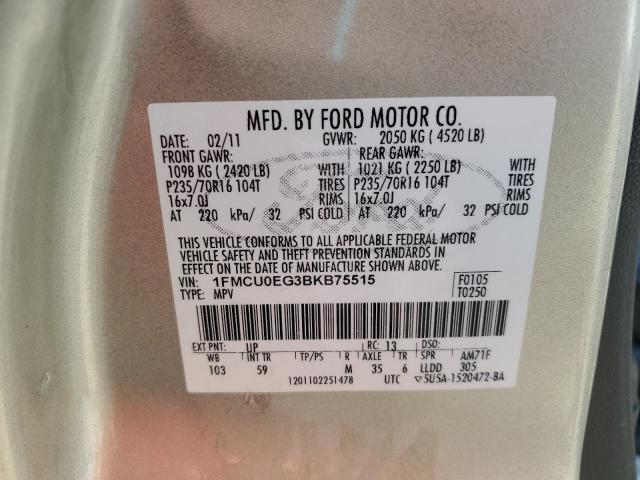 MFD. BY FORD MOTOR CO.
DATE: 02/11 GVWR: 2050 KG ( 4520 LB)
FRONT GAWR: REAR GAWR:
1098 KG ( 2420 LB) WITH 1021 KG ( 2250 LB) WITH
P235/70R16 104T TIRES P235/70R16 104T TIRES
16x7.0J RIMS 16x7.0J RIMS
AT 220 kPa/ 32 PSI COLD AT 220 kPa/ 32 PSI COLD
THIS VEHICLE CONFORMS TO ALL APPLICABLE FEDERAL MOTOR
VEHICLE SAFETY AND THEFT PREVENTION STANDARDS IN
EFFECT ON THE DATE OF MANUFACTURE SHOWN ABOVE.
VIN: 1FMCU0EG3BKB75515 F0105
TYPE: MPV T0250
EXT PNT: UP RC: 13 DSO:
WB INT TR TP/PS R AXLE TR SPR AM71F
103 59 M 35 6 LLDD 305
1201102251478 UTC ▽5U5A-1520472-BA